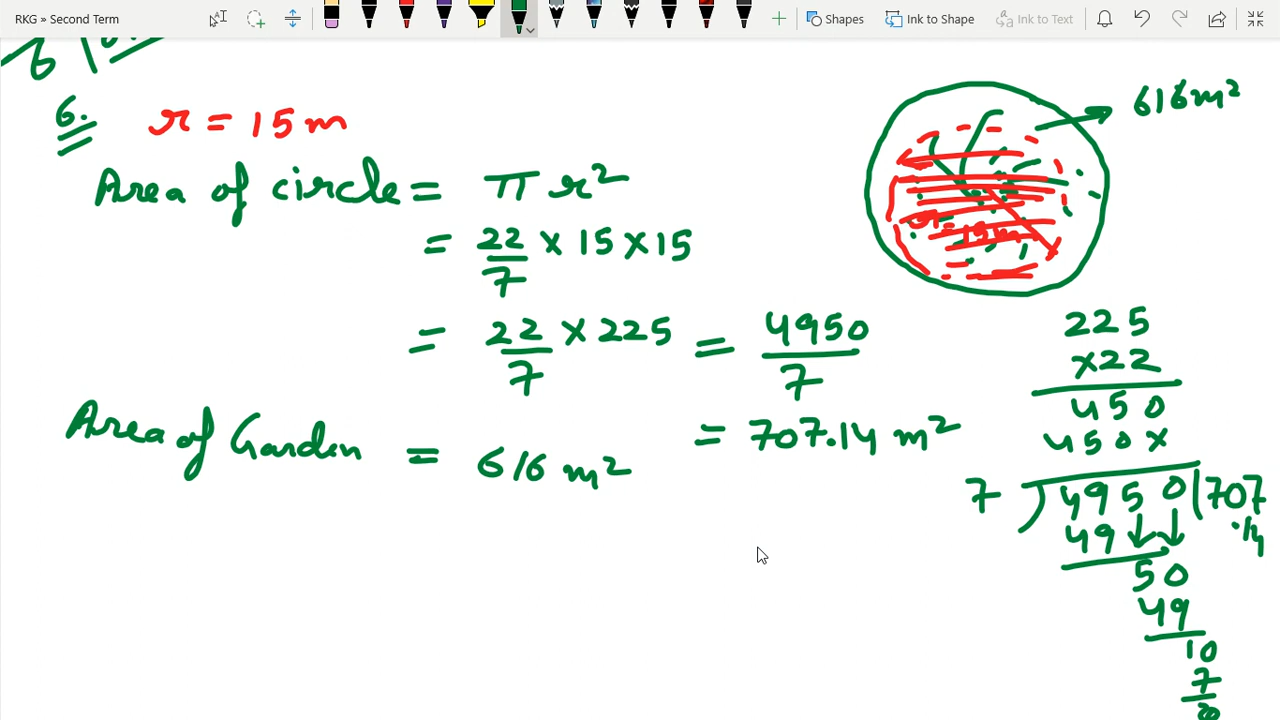 RKG » Second Term
Shapes
Ink to Shape
Ink to Text
6. r = 15 m
616 m²
Area of circle = π r²
r = 15 m
= 22/7 × 15 × 15
= 22/7 × 225 = 4950/7
= 707.14 m²
Area of Garden = 616 m²
225
×22
450
450×
7 ) 4950 ( 707
.14
49
50
49
10
7